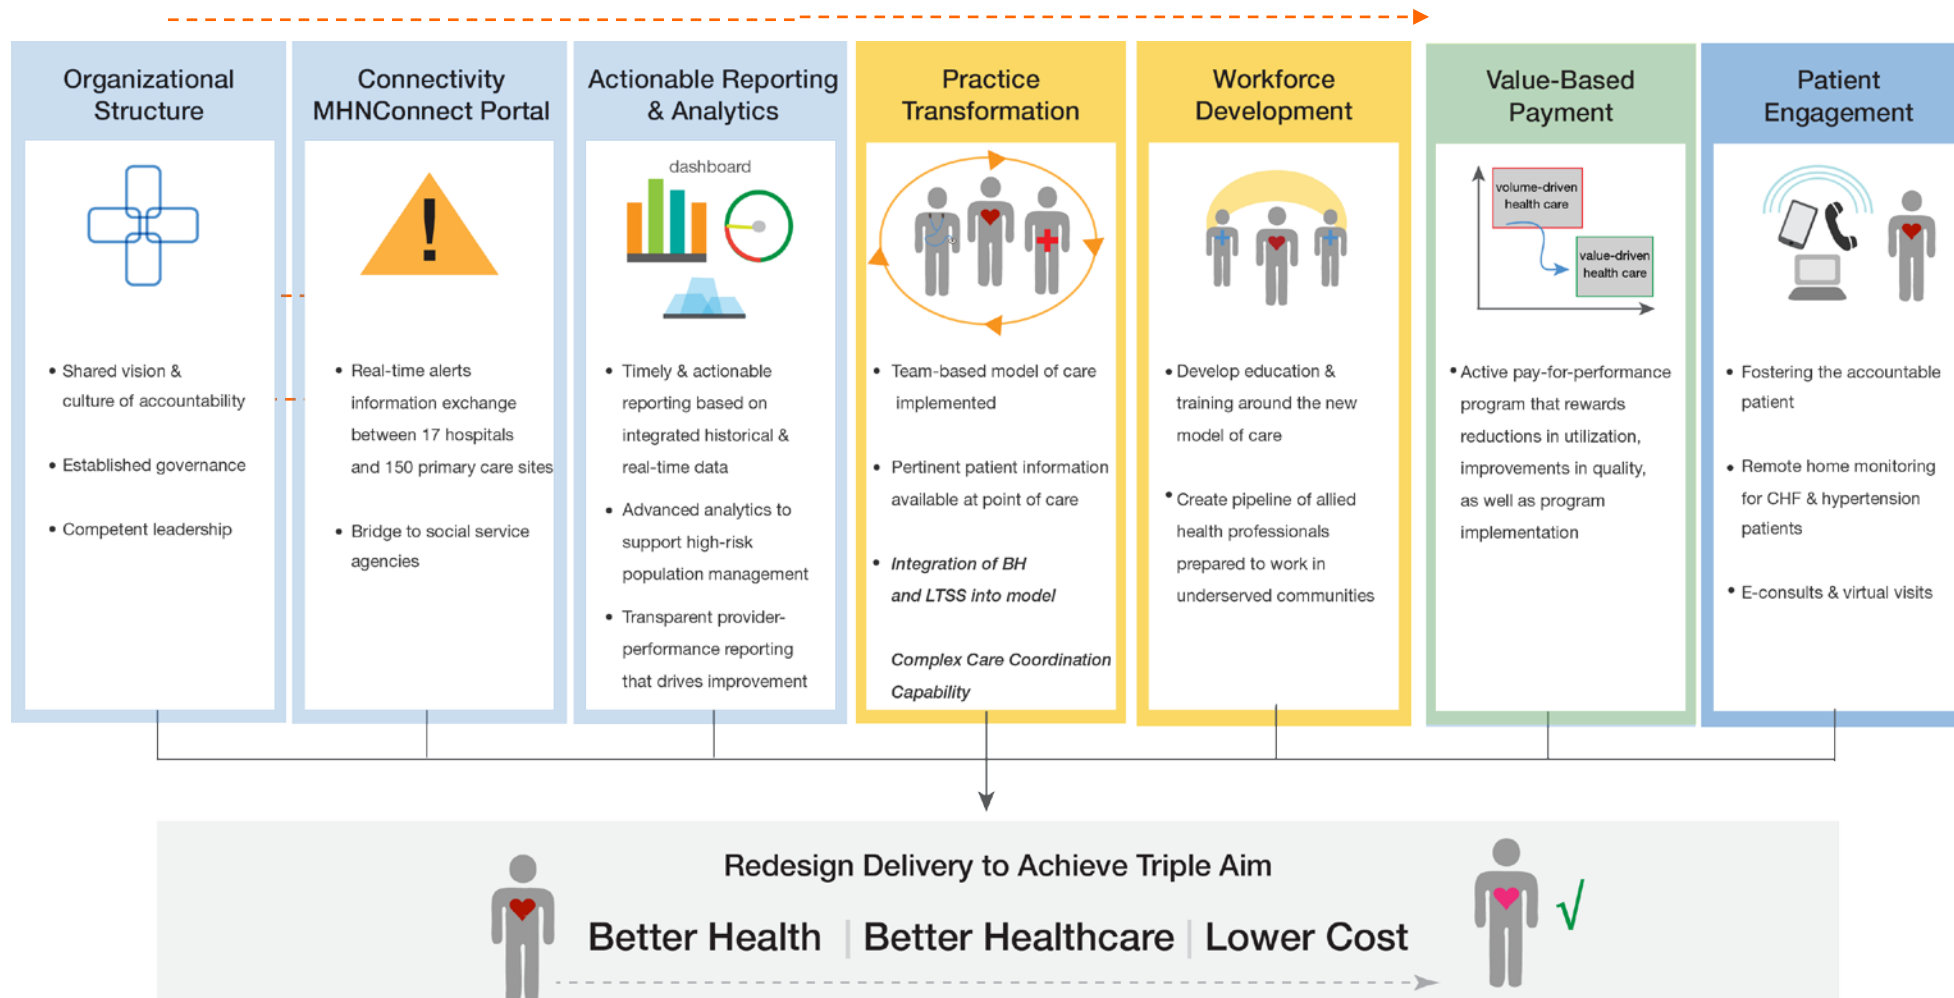 Organizational
Structure
• Shared vision &
culture of accountability
• Established governance
• Competent leadership
Connectivity
MHNConnect Portal
!
• Real-time alerts
information exchange
between 17 hospitals
and 150 primary care sites
• Bridge to social service
agencies
Actionable Reporting
& Analytics
dashboard
• Timely & actionable
reporting based on
integrated historical &
real-time data
• Advanced analytics to
support high-risk
population management
• Transparent provider-
performance reporting
that drives improvement
Practice
Transformation
• Team-based model of care
implemented
• Pertinent patient information
available at point of care
• Integration of BH
and LTSS into model
Complex Care Coordination
Capability
Workforce
Development
• Develop education &
training around the new
model of care
• Create pipeline of allied
health professionals
prepared to work in
underserved communities
Value-Based
Payment
volume-driven
health care
value-driven
health care
• Active pay-for-performance
program that rewards
reductions in utilization,
improvements in quality,
as well as program
implementation
Patient
Engagement
• Fostering the accountable
patient
• Remote home monitoring
for CHF & hypertension
patients
• E-consults & virtual visits
Redesign Delivery to Achieve Triple Aim
Better Health | Better Healthcare | Lower Cost
√